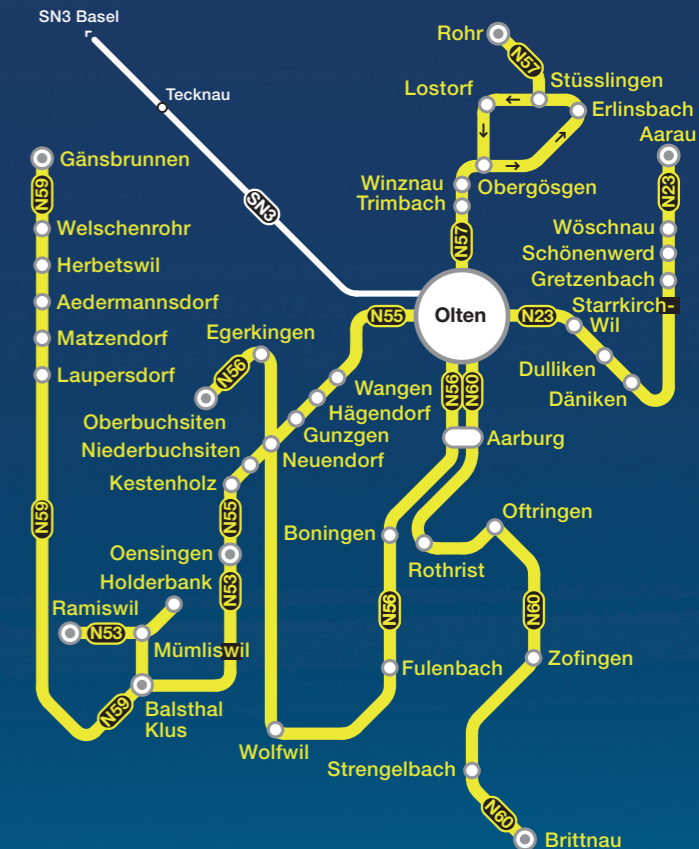 SN3 Basel
Rohr
N57
Stüsslingen
Tecknau
Lostorf
Erlinsbach
Aarau
Gänsbrunnen
N59
SN3
Winznau
Obergösgen
N23
Trimbach
Welschenrohr
N57
Wöschnau
Herbetswil
Schönenwerd
Gretzenbach
Aedermannsdorf
N55
Olten
N23
Starrkirch-
Wil
Matzendorf
Egerkingen
Dulliken
Laupersdorf
N56
Wangen
N56
N60
Däniken
Oberbuchsiten
Hägendorf
Gunzgen
Aarburg
Niederbuchsiten
Neuendorf
Kestenholz
N59
N55
Boningen
Oftringen
Oensingen
Rothrist
Holderbank
N53
Ramiswil
N56
N60
N53
Mümliswil
Fulenbach
Zofingen
N59
Balsthal
Klus
Wolfwil
Strengelbach
N60
Brittnau